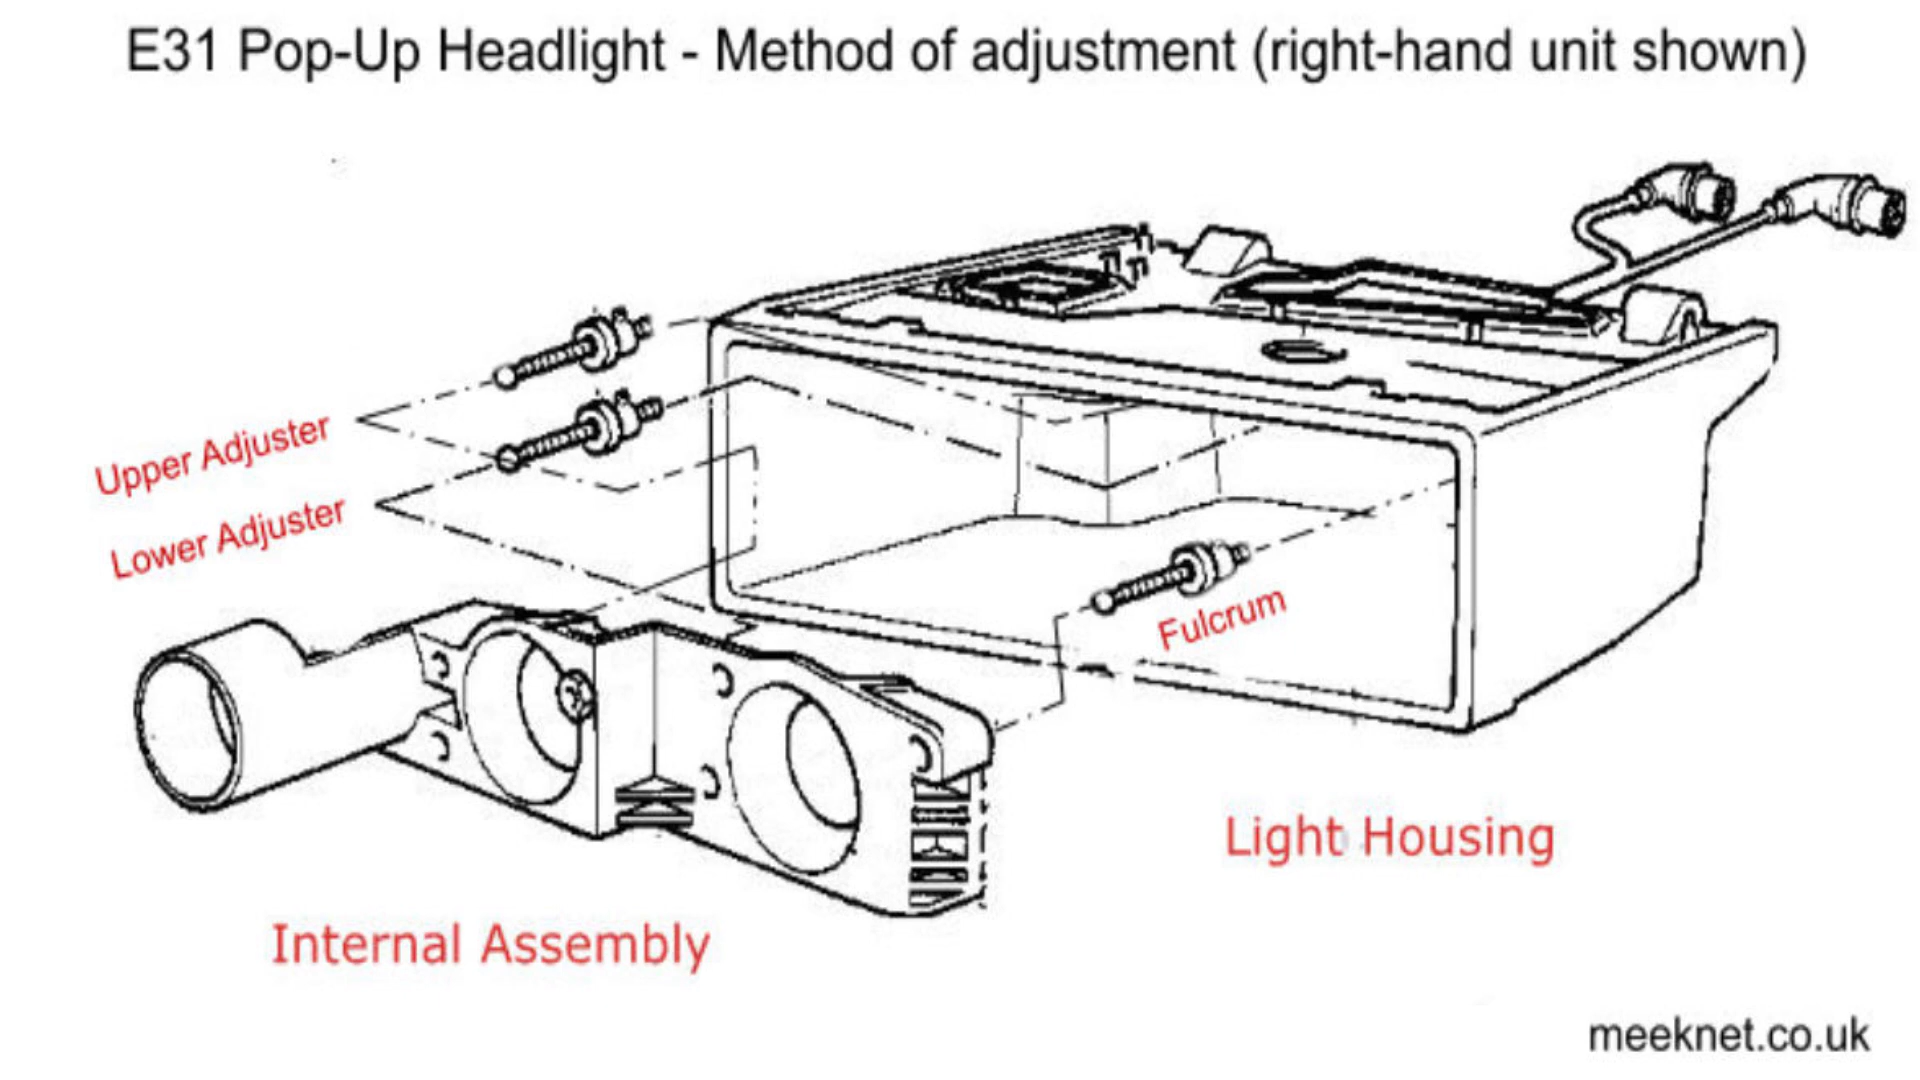 E31 Pop-Up Headlight - Method of adjustment (right-hand unit shown)
Upper Adjuster
Lower Adjuster
Fulcrum
Light Housing
Internal Assembly
meeknet.co.uk